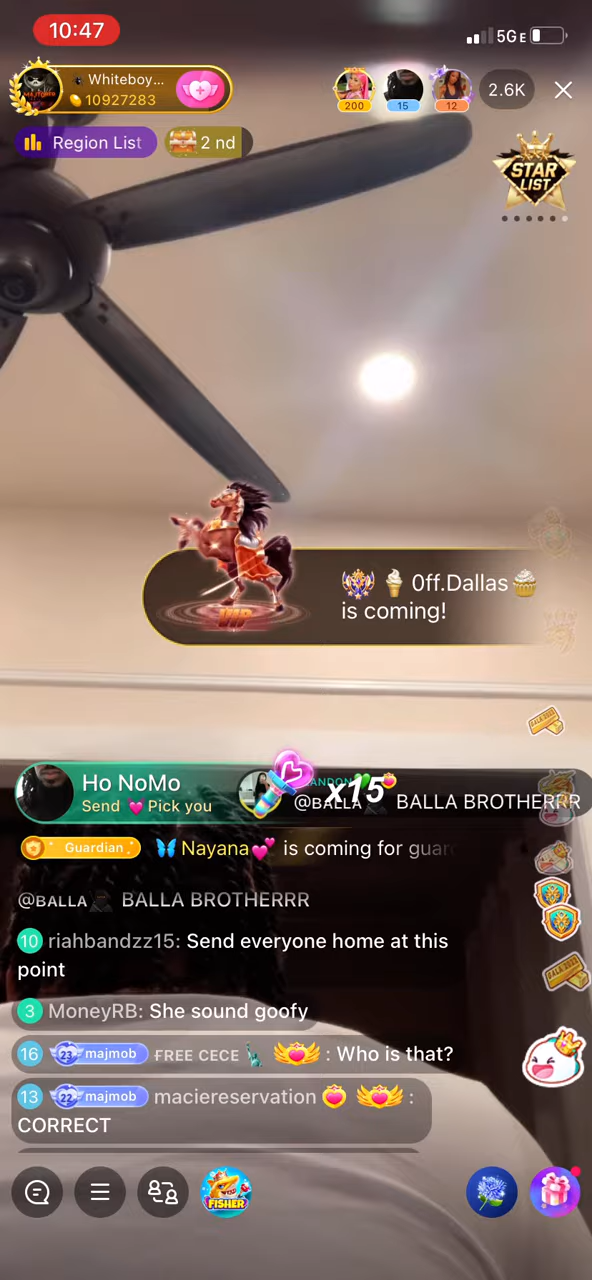 10:47
5G E
Whiteboy...
10927283
200
15
12
2.6K
Region List
2 nd
STAR
LIST
0ff.Dallas
is coming!
VIP
Ho NoMo
Send 💕 Pick you
x15
@BALLA BALLA BROTHERRR
Guardian
🦋 Nayana💕 is coming for guar
@BALLA BALLA BROTHERRR
10 riahbandzz15: Send everyone home at this
point
3 MoneyRB: She sound goofy
16 23 majmob FREE CECE 🗽 : Who is that?
13 22 majmob maciereservation :
CORRECT
FISHER